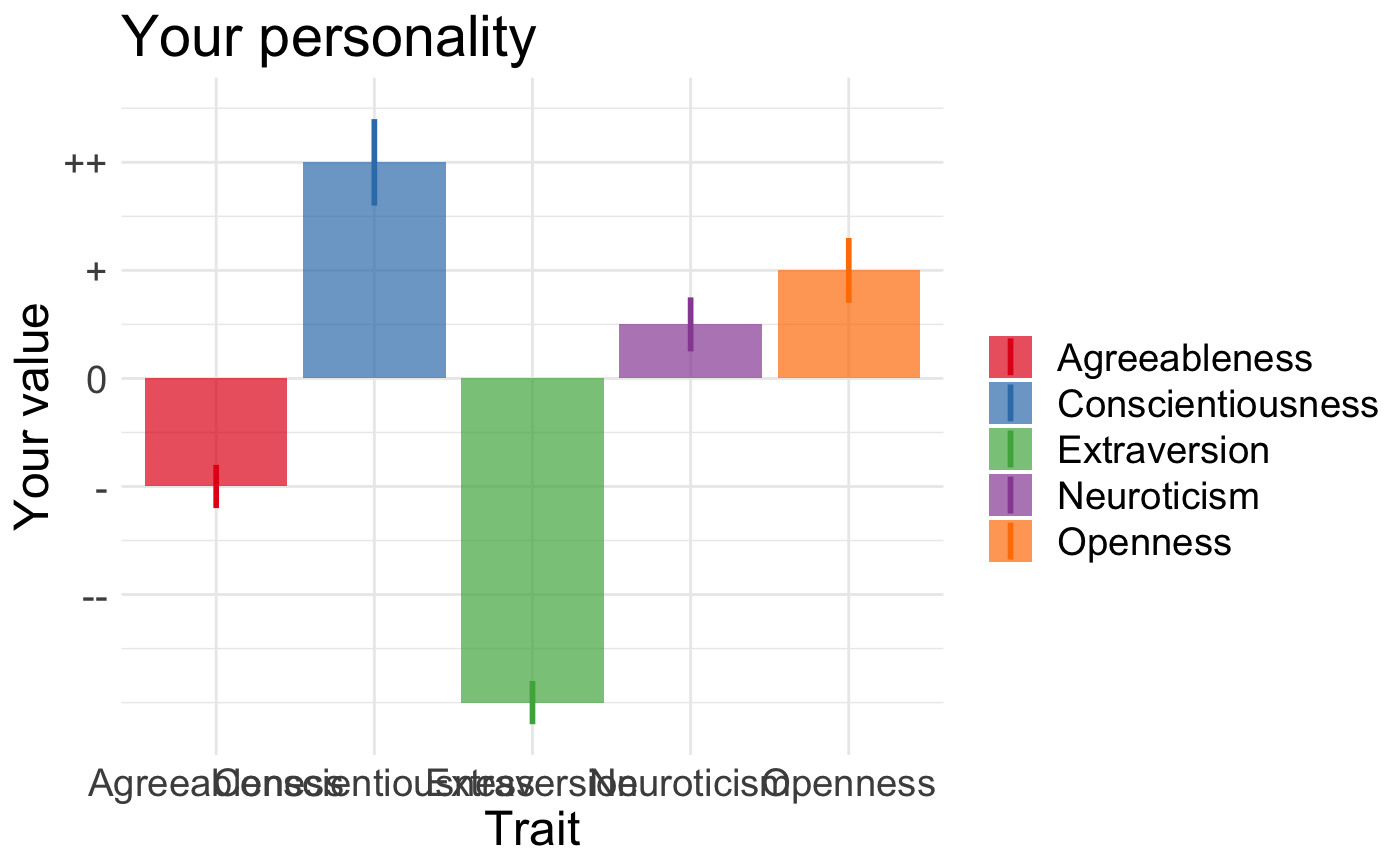 Your personality
++
+
0
-
--
Your value
Agreeableness Conscientiousness Extraversion Neuroticism Openness
Trait
Agreeableness
Conscientiousness
Extraversion
Neuroticism
Openness